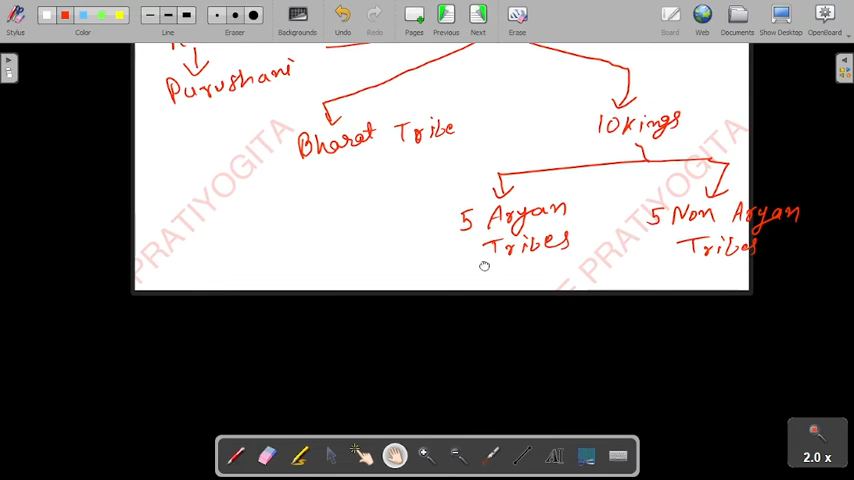 Stylus
Color
Line
Eraser
Backgrounds
Undo
Redo
Pages
Previous
Next
Erase
Board
Web
Documents
Show Desktop
OpenBoard
Purushani
Bharat Tribe
10 Kings
5 Aryan
Tribes
5 Non Aryan
Tribes
PRATIYOGITA
E PRATIYOGITA
2.0 x